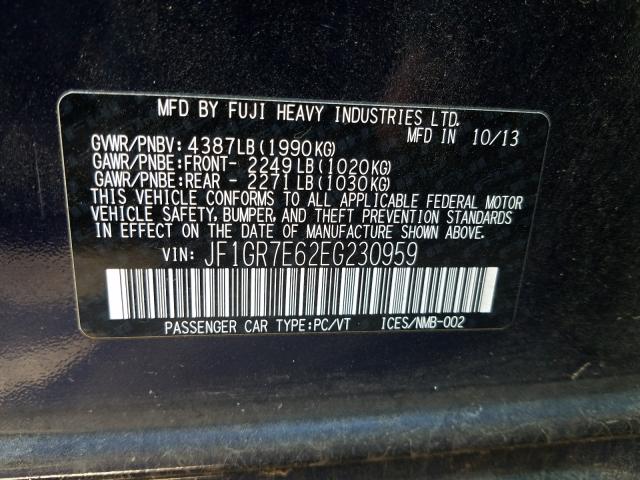 MFD BY FUJI HEAVY INDUSTRIES LTD.
MFD IN 10/13
GVWR/PNBV: 4387LB(1990KG)
GAWR/PNBE:FRONT- 2249LB(1020KG)
GAWR/PNBE:REAR - 2271LB(1030KG)
THIS VEHICLE CONFORMS TO ALL APPLICABLE FEDERAL MOTOR
VEHICLE SAFETY, BUMPER, AND THEFT PREVENTION STANDARDS
IN EFFECT ON THE DATE OF MANUFACTURE SHOWN ABOVE.
VIN: JF1GR7E62EG230959
PASSENGER CAR TYPE:PC/VT ICES/NMB-002